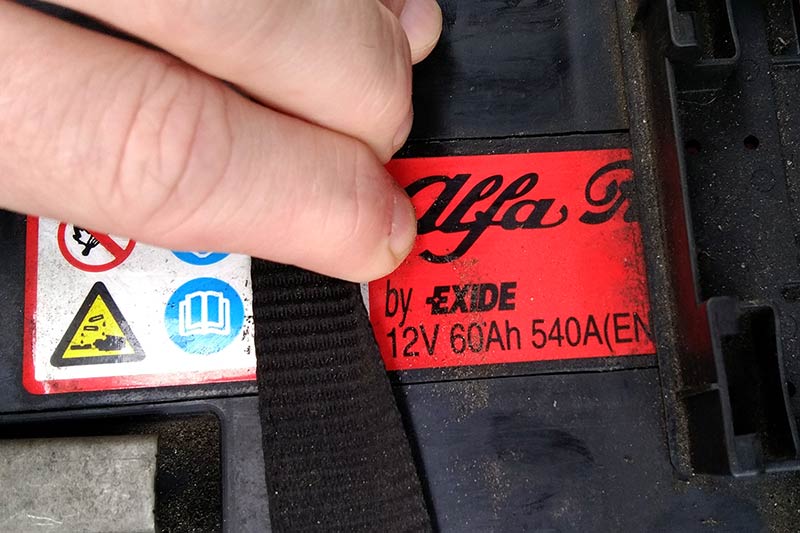 Alfa R
by EXIDE
12V 60Ah 540A(EN